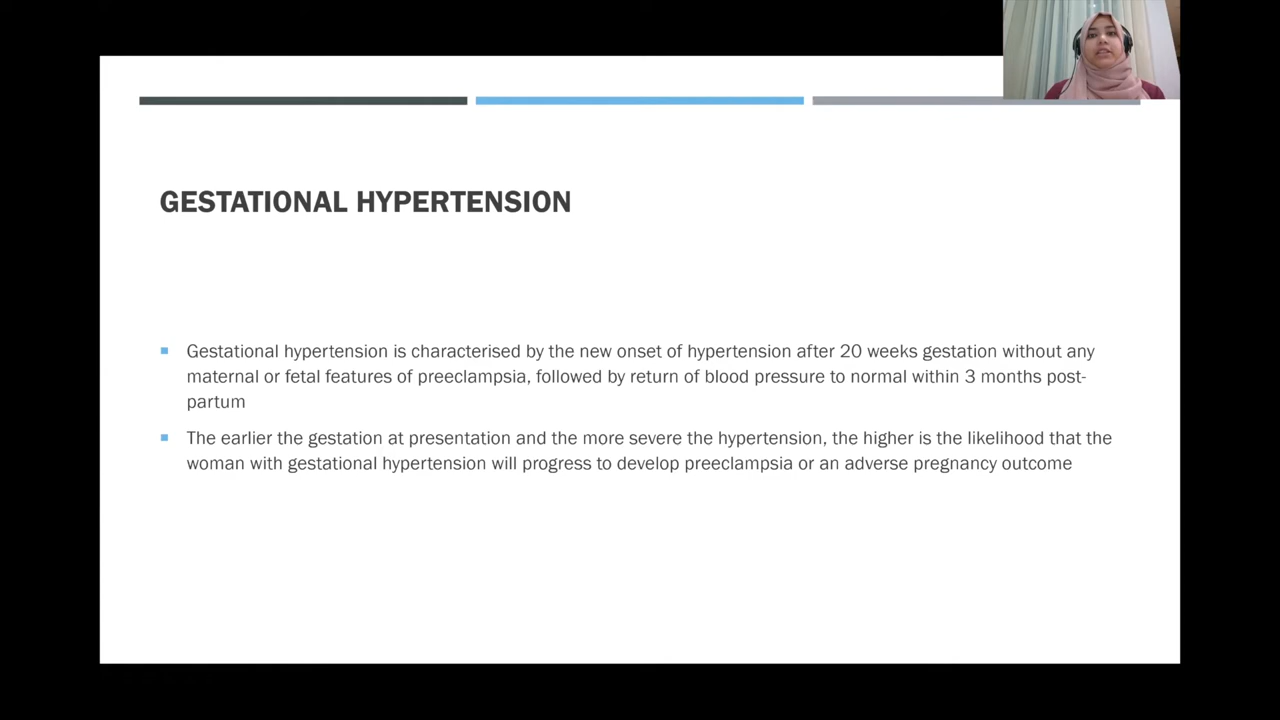 GESTATIONAL HYPERTENSION
Gestational hypertension is characterised by the new onset of hypertension after 20 weeks gestation without any
maternal or fetal features of preeclampsia, followed by return of blood pressure to normal within 3 months post-
partum
The earlier the gestation at presentation and the more severe the hypertension, the higher is the likelihood that the
woman with gestational hypertension will progress to develop preeclampsia or an adverse pregnancy outcome